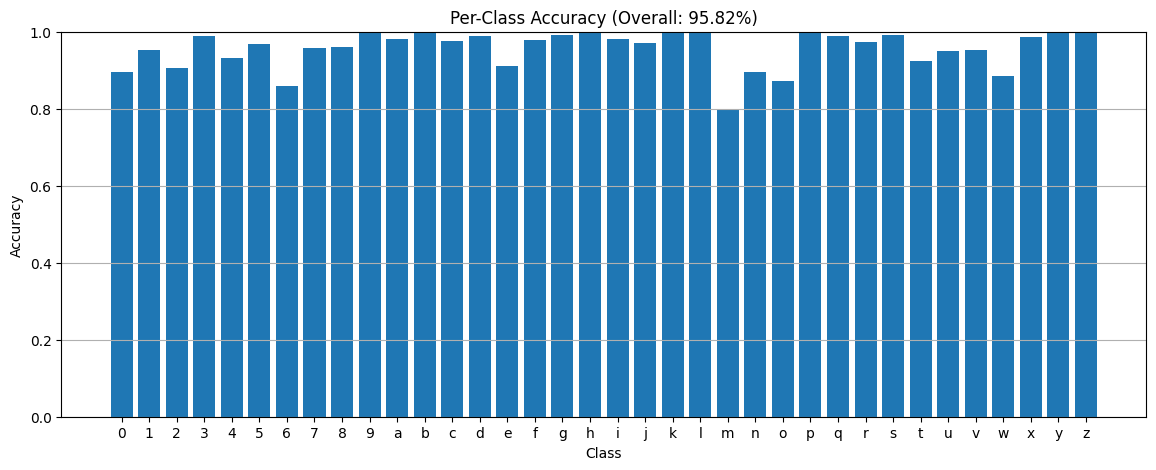 Per-Class Accuracy (Overall: 95.82%)
Accuracy
1.0
0.8
0.6
0.4
0.2
0.0
0 1 2 3 4 5 6 7 8 9 a b c d e f g h i j k l m n o p q r s t u v w x y z
Class